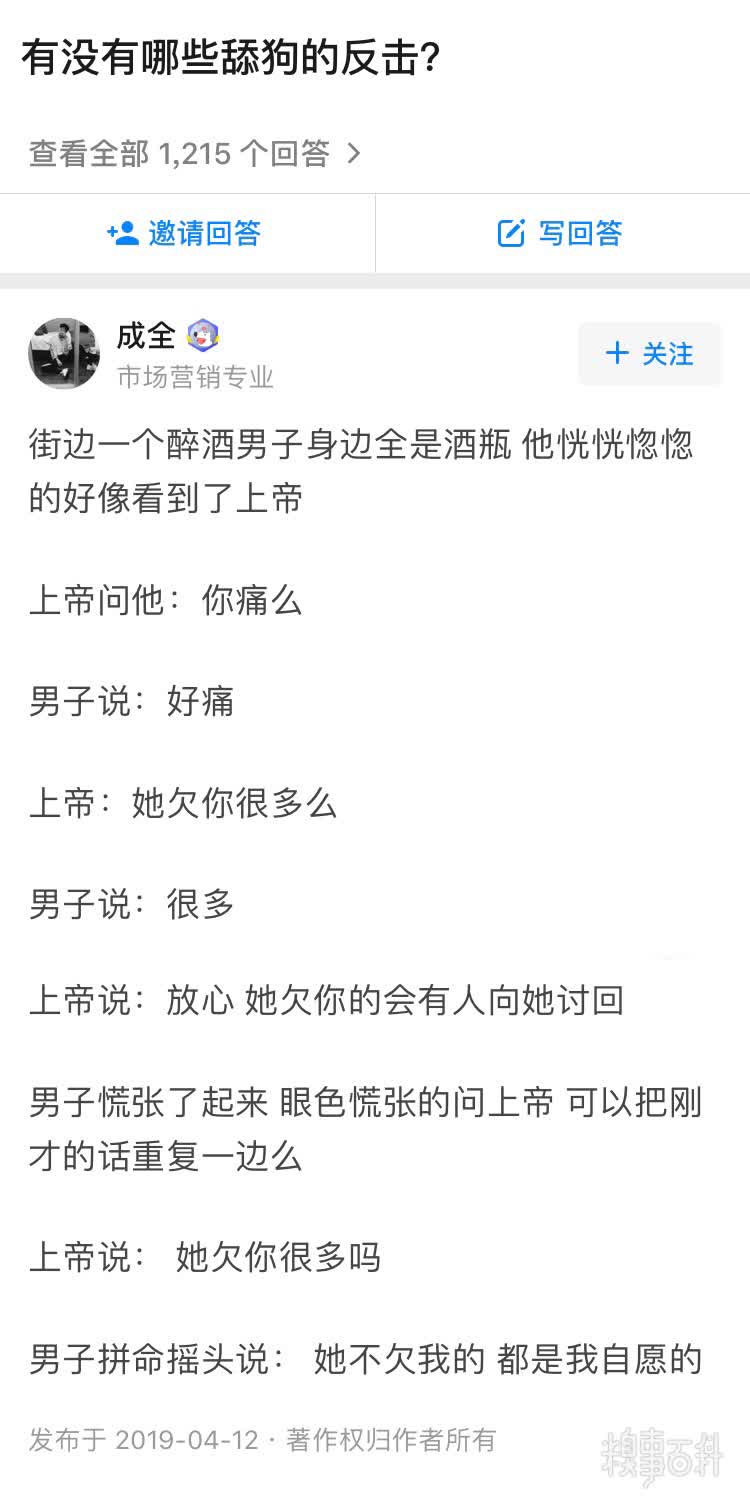 有没有哪些舔狗的反击?
查看全部 1,215 个回答 >
邀请回答
写回答
成全
市场营销专业
+ 关注
街边一个醉酒男子身边全是酒瓶 他恍恍惚惚
的好像看到了上帝
上帝问他：你痛么
男子说：好痛
上帝：她欠你很多么
男子说：很多
上帝说：放心 她欠你的会有人向她讨回
男子慌张了起来 眼色慌张的问上帝 可以把刚
才的话重复一边么
上帝说： 她欠你很多吗
男子拼命摇头说： 她不欠我的 都是我自愿的
发布于 2019-04-12 · 著作权归作者所有
糗事百科